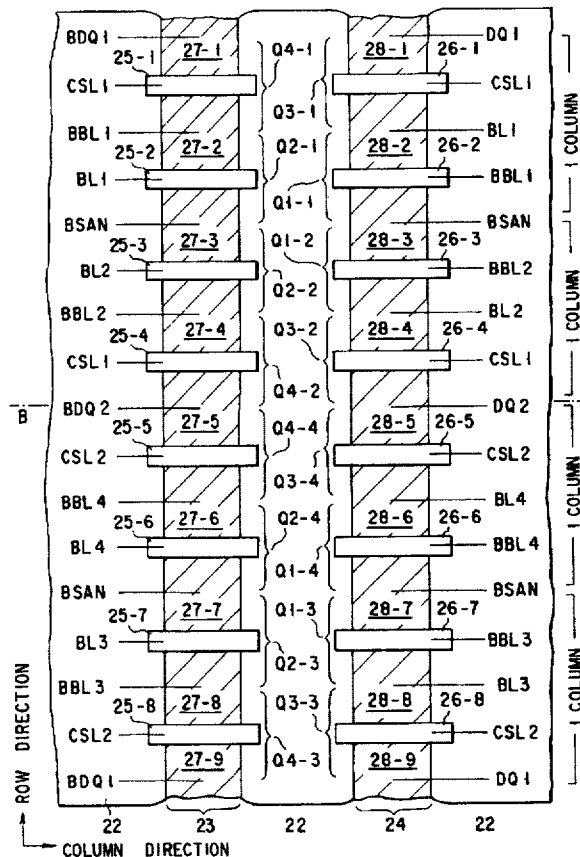 BDQ1 27-1 Q4-1 28-1 DQ1
25-1 26-1
CSL1 CSL1
Q3-1
BBL1 BL1
25-2 27-2 Q2-1 28-2 26-2
BL1 BBL1
Q1-1
BSAN BSAN
25-3 27-3 Q1-2 28-3 26-3
BL2 BBL2
Q2-2
BBL2 BL2
25-4 27-4 Q3-2 28-4 26-4
CSL1 CSL1
Q4-2
B BDQ2 DQ2
25-5 27-5 Q4-4 28-5 26-5
CSL2 CSL2
Q3-4
BBL4 BL4
25-6 27-6 Q2-4 28-6 26-6
BL4 BBL4
Q1-4
BSAN BSAN
25-7 27-7 Q1-3 28-7 26-7
BL3 BBL3
Q2-3
BBL3 BL3
25-8 27-8 Q3-3 28-8 26-8
CSL2 CSL2
Q4-3
BDQ1 27-9 28-9 DQ1
1 COLUMN
1 COLUMN
1 COLUMN
1 COLUMN
ROW DIRECTION
22 23 22 24 22
COLUMN DIRECTION